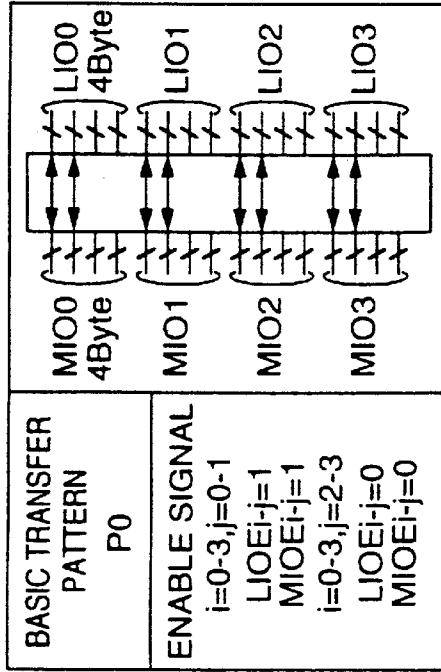 BASIC TRANSFER
PATTERN
P0
ENABLE SIGNAL
i=0-3,j=0-1
LIOEi-j=1
MIOEi-j=1
i=0-3,j=2-3
LIOEi-j=0
MIOEi-j=0
MIO0
4Byte
MIO1
MIO2
MIO3
LIO0
4Byte
LIO1
LIO2
LIO3